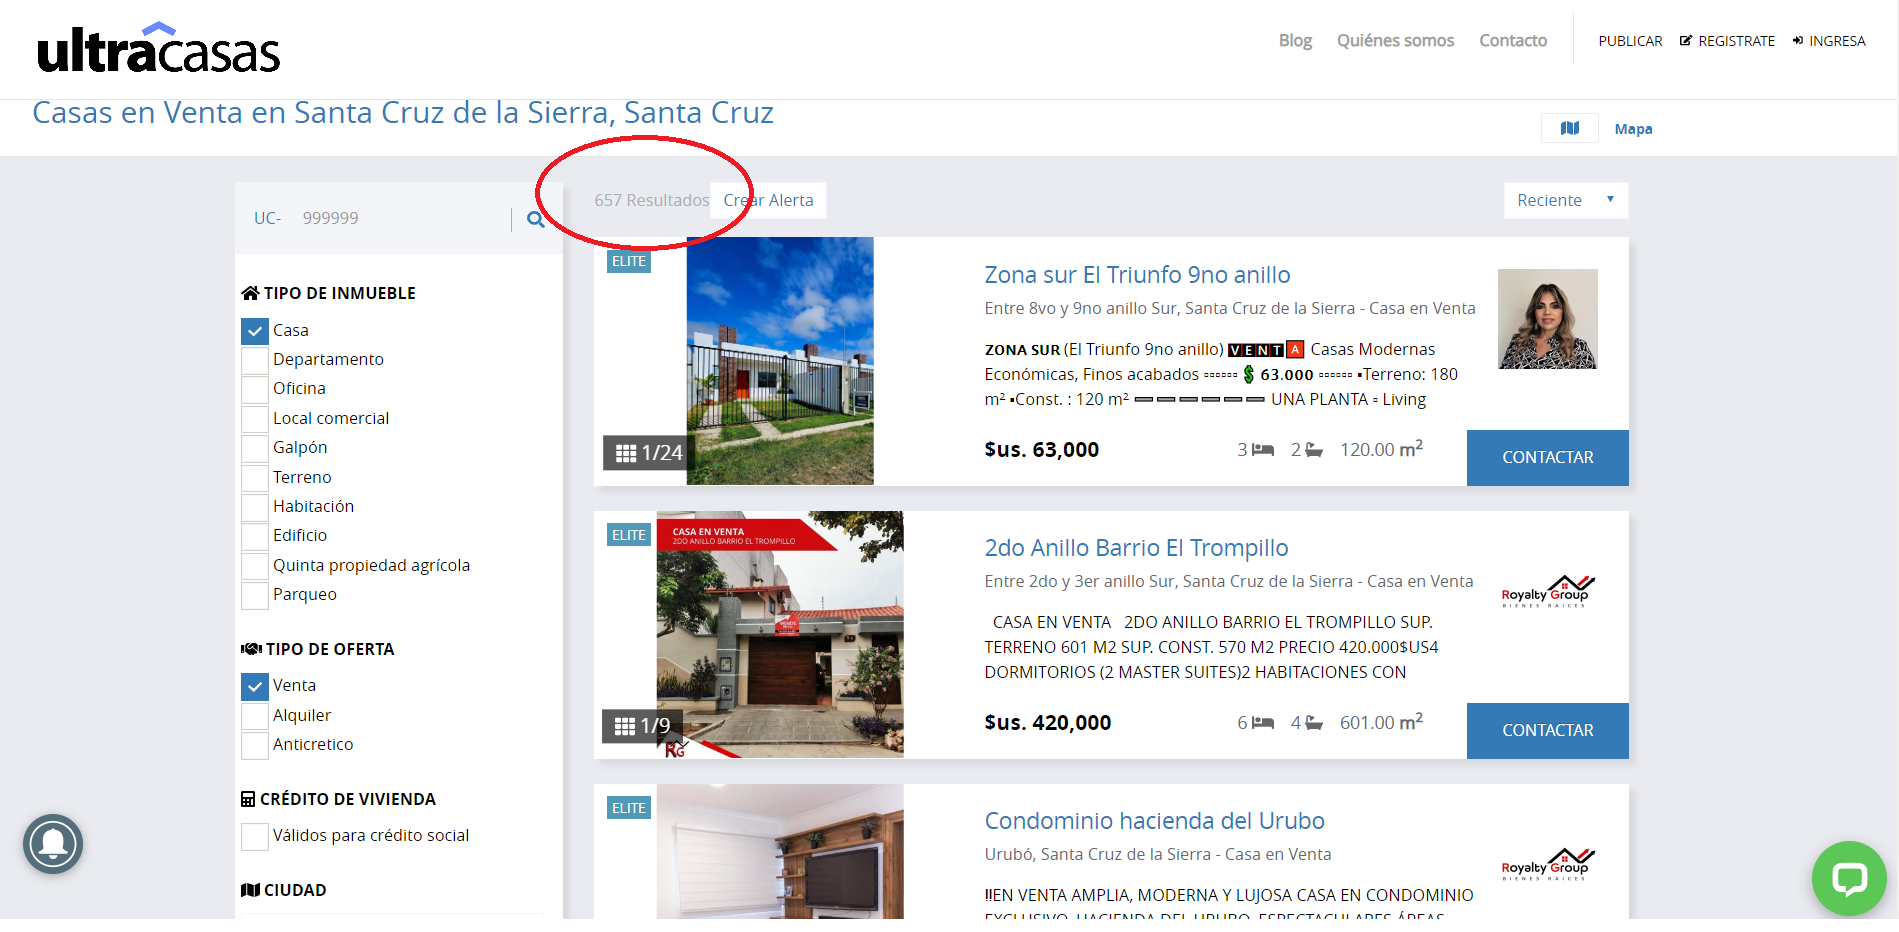 ultracasas
Blog Quiénes somos Contacto PUBLICAR REGISTRATE INGRESA
Casas en Venta en Santa Cruz de la Sierra, Santa Cruz
Mapa
UC- 999999
TIPO DE INMUEBLE
Casa
Departamento
Oficina
Local comercial
Galpón
Terreno
Habitación
Edificio
Quinta propiedad agrícola
Parqueo
TIPO DE OFERTA
Venta
Alquiler
Anticretico
CRÉDITO DE VIVIENDA
Válidos para crédito social
CIUDAD
657 Resultados Crear Alerta
Reciente
ELITE
1/24
Zona sur El Triunfo 9no anillo
Entre 8vo y 9no anillo Sur, Santa Cruz de la Sierra - Casa en Venta
ZONA SUR (El Triunfo 9no anillo) VENTA Casas Modernas
Económicas, Finos acabados ▫▫▫▫▫▫ 💲 63.000 ▫▫▫▫▫▫ ▪Terreno: 180
m² ▪Const. : 120 m² ➖➖➖➖➖➖ UNA PLANTA ▫ Living
$us. 63,000 3 2 120.00 m²
CONTACTAR
ELITE
CASA EN VENTA
2DO ANILLO BARRIO EL TROMPILLO
VENDE
1/9
RG
2do Anillo Barrio El Trompillo
Entre 2do y 3er anillo Sur, Santa Cruz de la Sierra - Casa en Venta
CASA EN VENTA 2DO ANILLO BARRIO EL TROMPILLO SUP.
TERRENO 601 M2 SUP. CONST. 570 M2 PRECIO 420.000$US4
DORMITORIOS (2 MASTER SUITES)2 HABITACIONES CON
Royalty Group
BIENES RAICES
$us. 420,000 6 4 601.00 m²
CONTACTAR
ELITE
Condominio hacienda del Urubo
Urubó, Santa Cruz de la Sierra - Casa en Venta
‼EN VENTA AMPLIA, MODERNA Y LUJOSA CASA EN CONDOMINIO
EXCLUSIVO, HACIENDA DEL URUBO, ESPECTACULARES ÁREAS
Royalty Group
BIENES RAICES